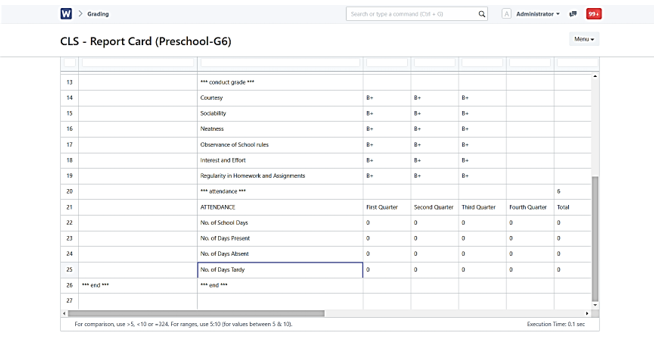 W > Grading Search or type a command (Ctrl + G) A Administrator 99+
CLS - Report Card (Preschool-G6) Menu
13 *** conduct grade ***
14 Courtesy B+ B+ B+
15 Sociability B+ B+ B+
16 Neatness B+ B+ B+
17 Observance of School rules B+ B+ B+
18 Interest and Effort B+ B+ B+
19 Regularity in Homework and Assignments B+ B+ B+
20 *** attendance *** 6
21 ATTENDANCE First Quarter Second Quarter Third Quarter Fourth Quarter Total
22 No. of School Days 0 0 0 0 0
23 No. of Days Present 0 0 0 0 0
24 No. of Days Absent 0 0 0 0 0
25 No. of Days Tardy 0 0 0 0 0
26 *** end *** *** end ***
27
For comparison, use >5, <10 or =324. For ranges, use 5:10 (for values between 5 & 10). Execution Time: 0.1 sec